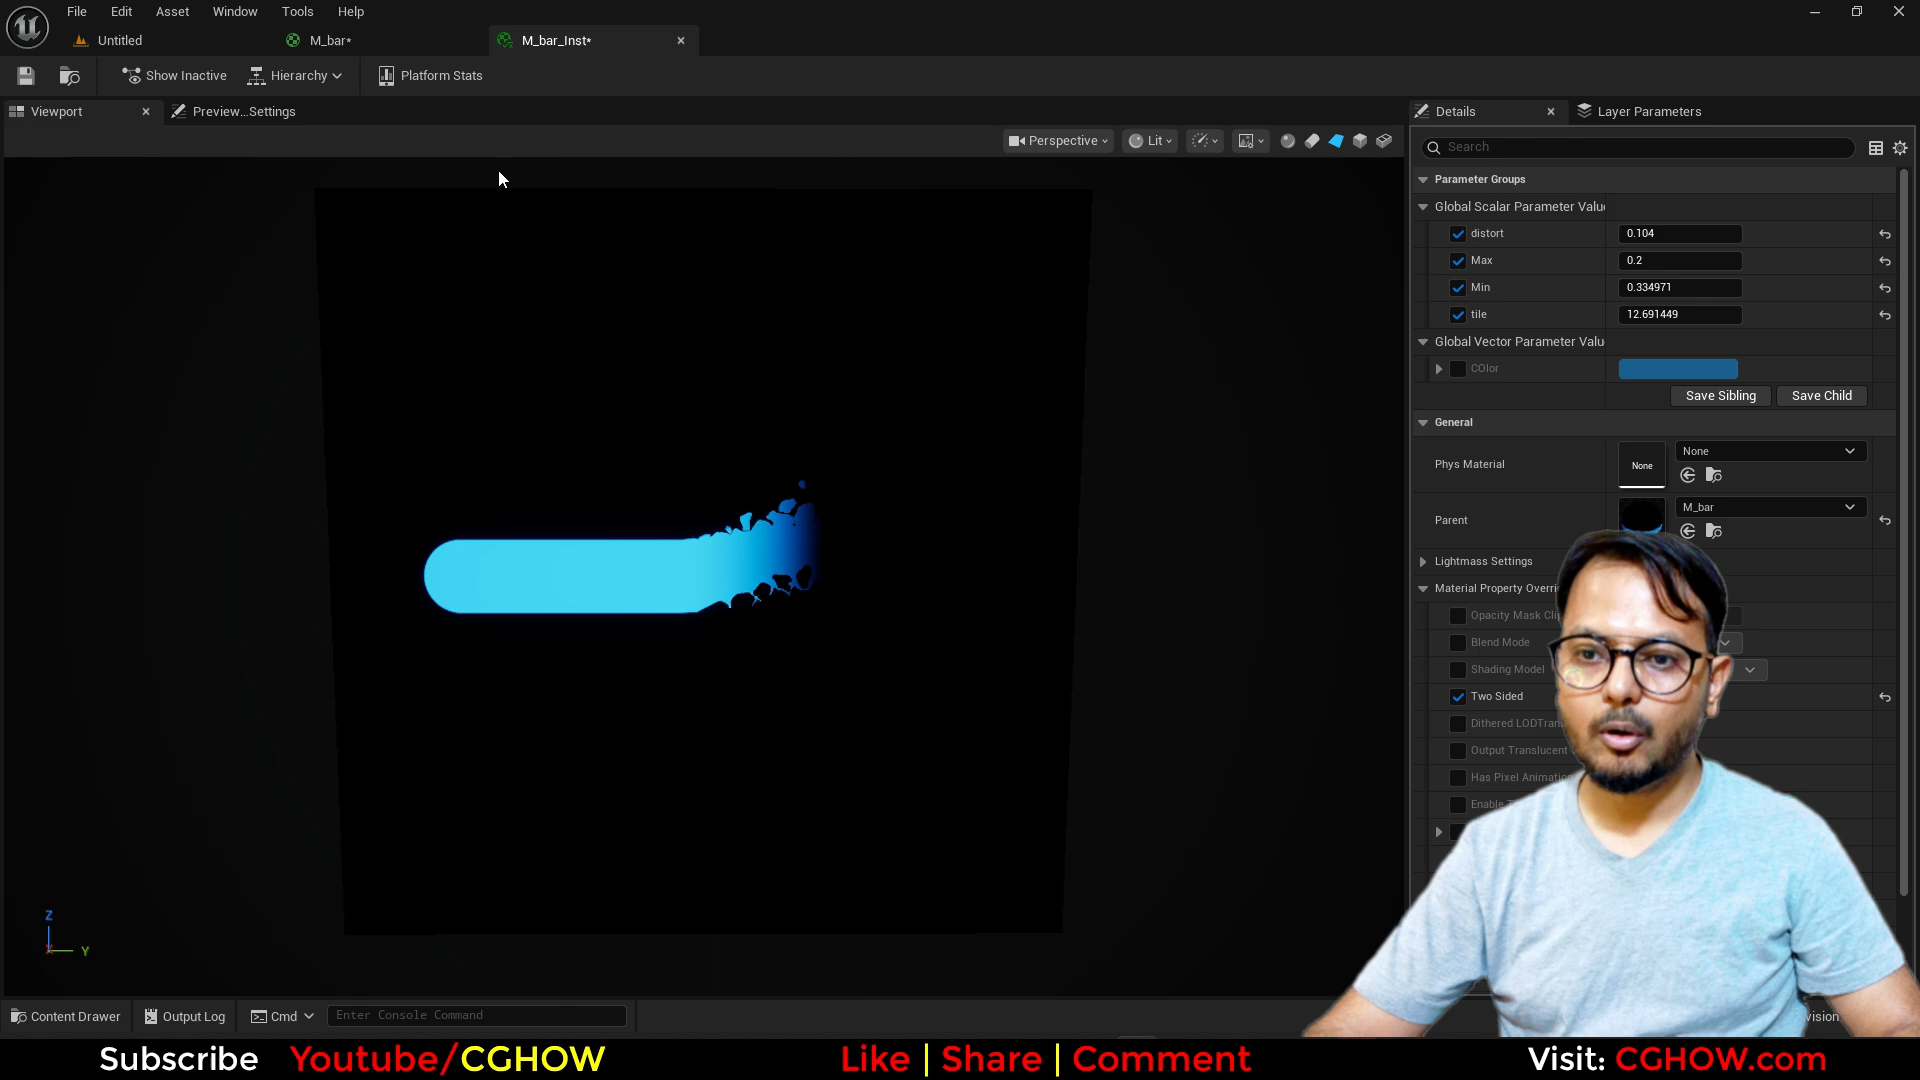 File Edit Asset Window Tools Help
Untitled M_bar* M_bar_Inst*
Show Inactive Hierarchy Platform Stats
Viewport Preview...Settings Details Layer Parameters
Perspective Lit Search
Parameter Groups
Global Scalar Parameter Valu
distort 0.104
Max 0.2
Min 0.334971
tile 12.691449
Global Vector Parameter Valu
COlor
Save Sibling Save Child
General
Phys Material None None
Parent M_bar
Lightmass Settings
Material Property Overri
Opacity Mask Cli
Blend Mode
Shading Model
Two Sided
Dithered LODTran
Output Translucent
Has Pixel Animation
Enable
Z
Y
Content Drawer Output Log Cmd Enter Console Command vision
Subscribe Youtube/CGHOW Like | Share | Comment Visit: CGHOW.com